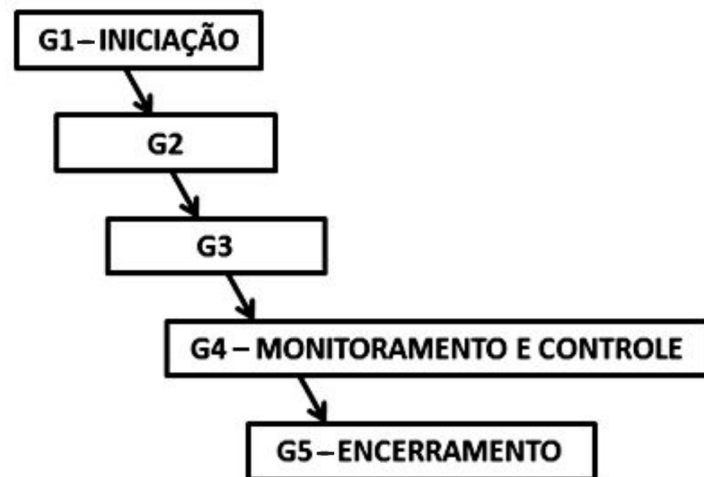 G1–INICIAÇÃO
G2
G3
G4 – MONITORAMENTO E CONTROLE
G5–ENCERRAMENTO